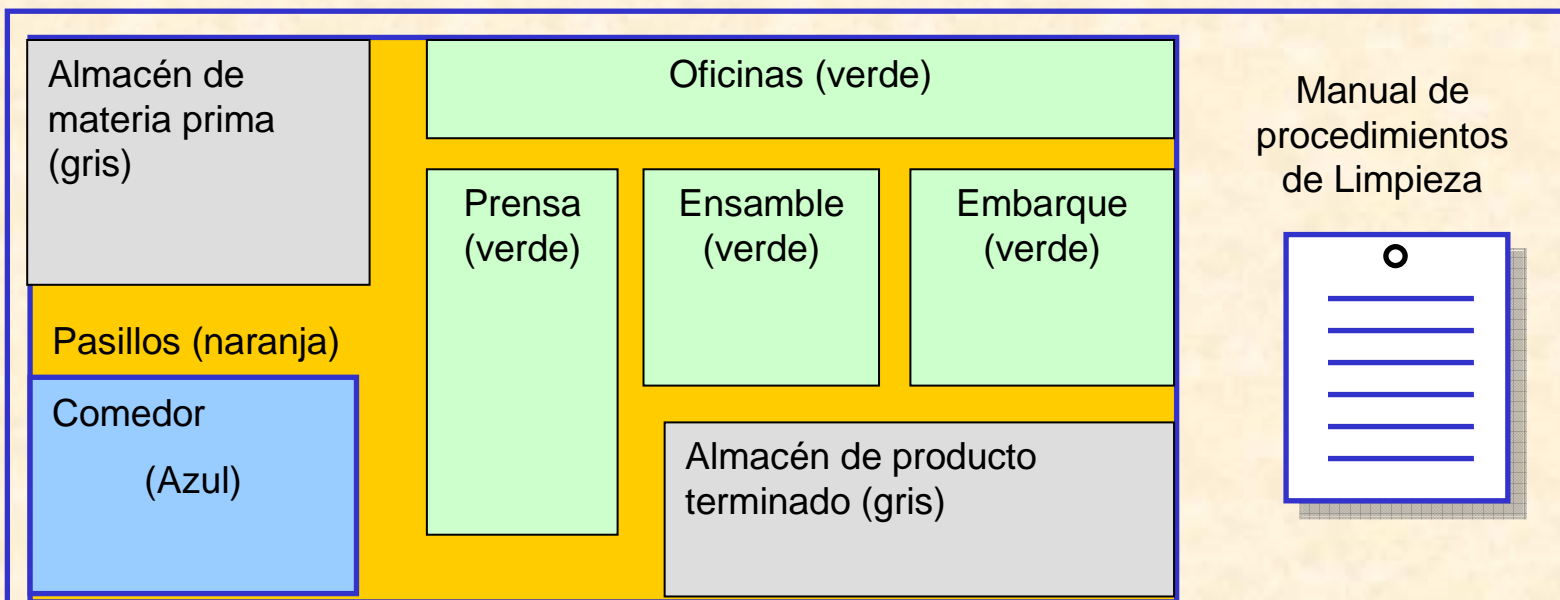 Almacén de
materia prima
(gris)
Oficinas (verde)
Manual de
procedimientos
de Limpieza
Prensa
(verde)
Ensamble
(verde)
Embarque
(verde)
Pasillos (naranja)
Comedor
(Azul)
Almacén de producto
terminado (gris)